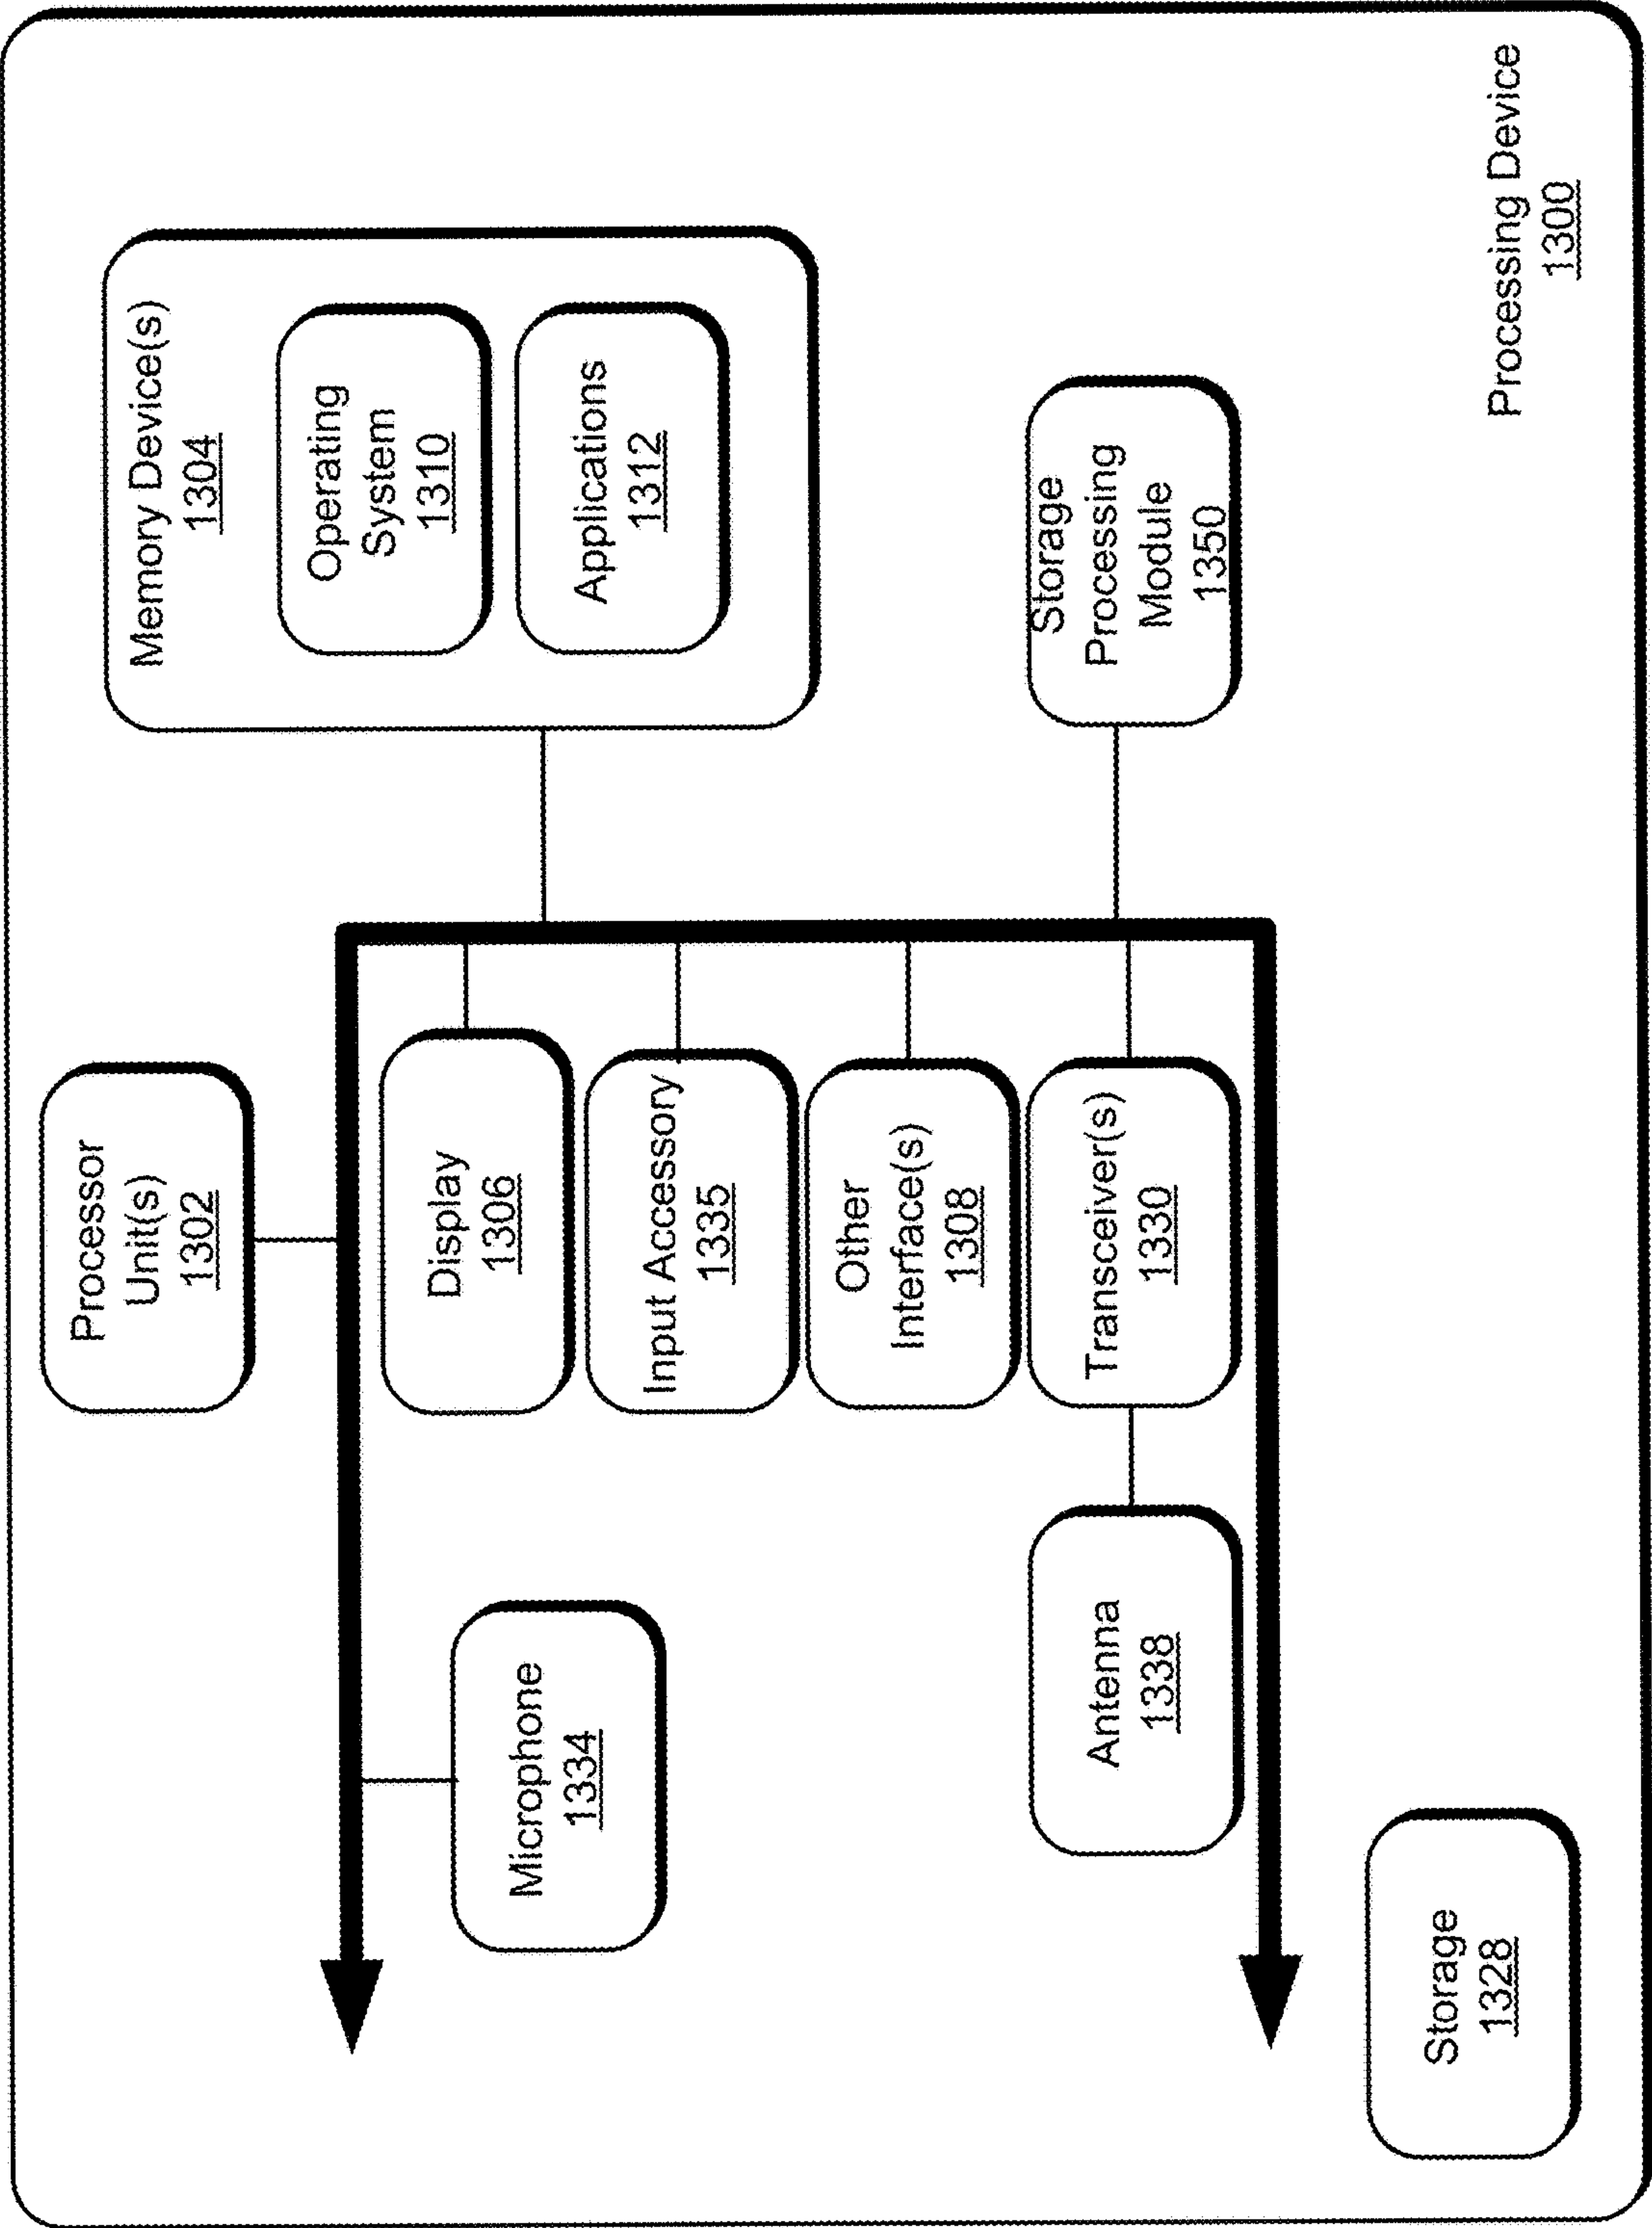 Processor
Unit(s)
1302
Memory Device(s)
1304
Operating
System
1310
Applications
1312
Display
1306
Input Accessory
1335
Other
Interface(s)
1308
Transceiver(s)
1330
Microphone
1334
Antenna
1338
Storage
Processing
Module
1350
Storage
1328
Processing Device
1300